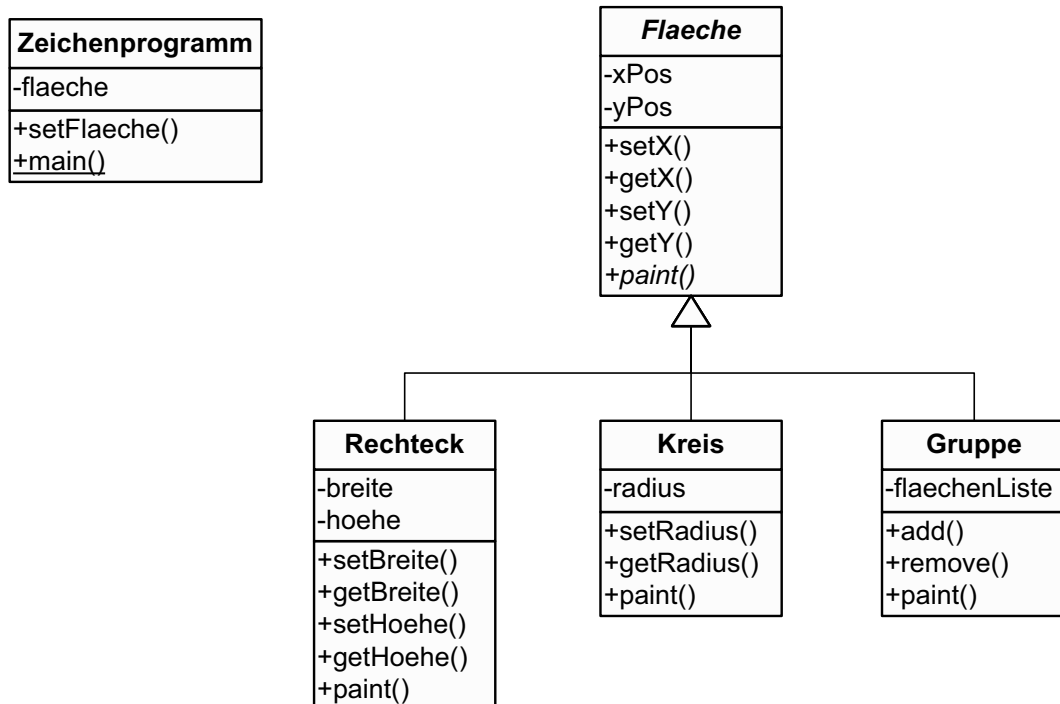 Zeichenprogramm
-flaeche
+setFlaeche()
+main()
Flaeche
-xPos
-yPos
+setX()
+getX()
+setY()
+getY()
+paint()
Rechteck
-breite
-hoehe
+setBreite()
+getBreite()
+setHoehe()
+getHoehe()
+paint()
Kreis
-radius
+setRadius()
+getRadius()
+paint()
Gruppe
-flaechenListe
+add()
+remove()
+paint()